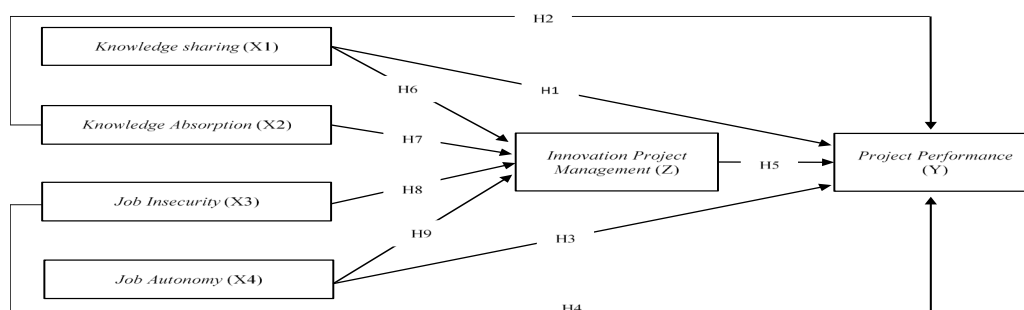 H2
Knowledge sharing (X1)
H6
H1
Knowledge Absorption (X2)
H7
Innovation Project
Management (Z)
H5
Project Performance
(Y)
Job Insecurity (X3)
H8
H9
H3
Job Autonomy (X4)
H4